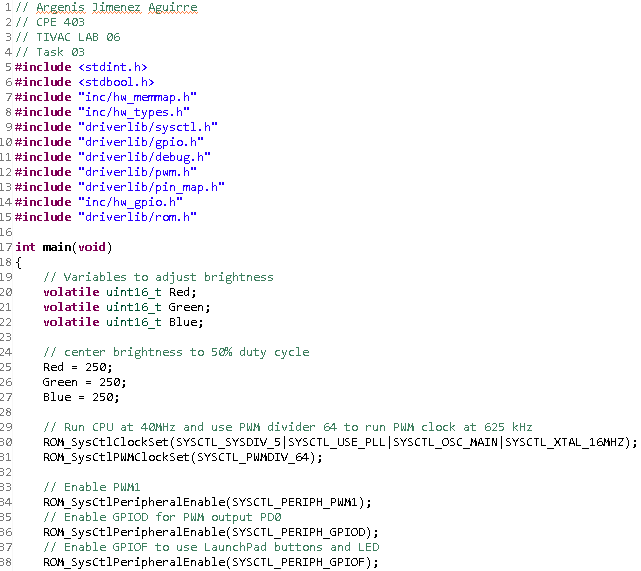 1 // Argenis Jimenez Aguirre
2 // CPE 403
3 // TIVAC LAB 06
4 // Task 03
5 #include <stdint.h>
6 #include <stdbool.h>
7 #include "inc/hw_memmap.h"
8 #include "inc/hw_types.h"
9 #include "driverlib/sysctl.h"
10 #include "driverlib/gpio.h"
11 #include "driverlib/debug.h"
12 #include "driverlib/pwm.h"
13 #include "driverlib/pin_map.h"
14 #include "inc/hw_gpio.h"
15 #include "driverlib/rom.h"
16
17 int main(void)
18 {
19     // Variables to adjust brightness
20     volatile uint16_t Red;
21     volatile uint16_t Green;
22     volatile uint16_t Blue;
23
24     // center brightness to 50% duty cycle
25     Red = 250;
26     Green = 250;
27     Blue = 250;
28
29     // Run CPU at 40MHz and use PWM divider 64 to run PWM clock at 625 kHz
30     ROM_SysCtlClockSet(SYSCTL_SYSDIV_5|SYSCTL_USE_PLL|SYSCTL_OSC_MAIN|SYSCTL_XTAL_16MHZ);
31     ROM_SysCtlPWMClockSet(SYSCTL_PWMDIV_64);
32
33     // Enable PWM1
34     ROM_SysCtlPeripheralEnable(SYSCTL_PERIPH_PWM1);
35     // Enable GPIOD for PWM output PD0
36     ROM_SysCtlPeripheralEnable(SYSCTL_PERIPH_GPIOD);
37     // Enable GPIOF to use LaunchPad buttons and LED
38     ROM_SysCtlPeripheralEnable(SYSCTL_PERIPH_GPIOF);